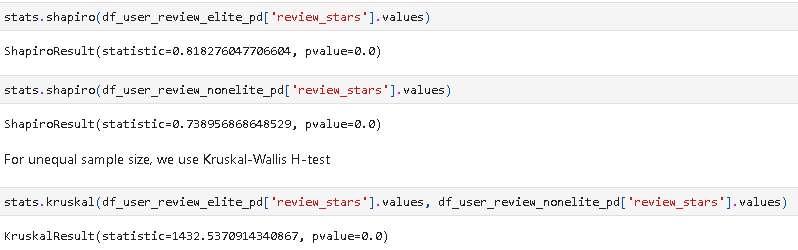 stats.shapiro(df_user_review_elite_pd['review_stars'].values)
ShapiroResult(statistic=0.818276047706604, pvalue=0.0)
stats.shapiro(df_user_review_nonelite_pd['review_stars'].values)
ShapiroResult(statistic=0.738956868648529, pvalue=0.0)
For unequal sample size, we use Kruskal-Wallis H-test
stats.kruskal(df_user_review_elite_pd['review_stars'].values, df_user_review_nonelite_pd['review_stars'].values)
KruskalResult(statistic=1432.5370914340867, pvalue=0.0)